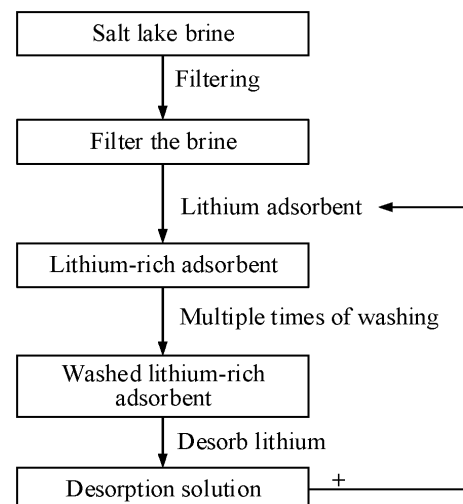 Salt lake brine
Filtering
Filter the brine
Lithium adsorbent
Lithium-rich adsorbent
Multiple times of washing
Washed lithium-rich
adsorbent
Desorb lithium
Desorption solution
+